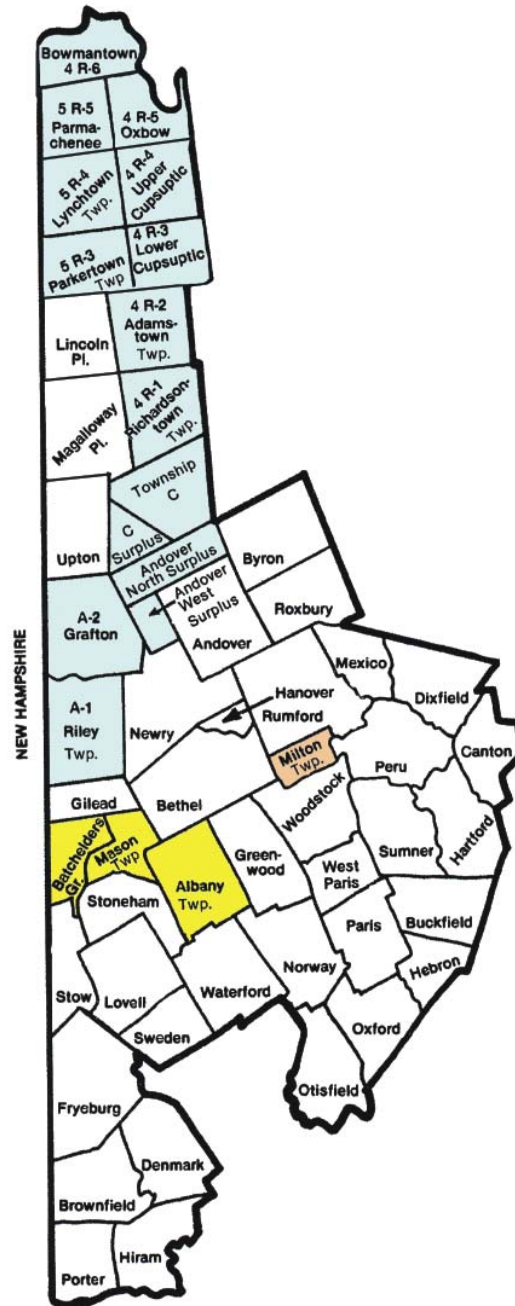 Bowmantown
4 R-6
5 R-5
Parma-
chenee
4 R-5
Oxbow
5 R-4
Lynchtown
Twp.
4 R-4
Upper
Cupsuptic
5 R-3
Parkertown
Twp
4 R-3
Lower
Cupsuptic
Lincoln
Pl.
4 R-2
Adams-
town
Twp.
Magalloway
Pl.
4 R-1
Richardson-
town
Twp.
Township
C
C
Surplus
Upton
Andover
North Surplus
Byron
Andover
West
Surplus
Roxbury
A-2
Grafton
Andover
NEW HAMPSHIRE
Mexico
Dixfield
Hanover
Rumford
A-1
Riley
Twp.
Newry
Canton
Milton
Twp.
Peru
Gilead
Bethel
Woodstock
Hartford
Batchelders
Gr.
Mason
Twp
Green-
wood
Sumner
West
Paris
Albany
Twp.
Stoneham
Paris
Buckfield
Hebron
Norway
Waterford
Stow
Lovell
Oxford
Sweden
Otisfield
Fryeburg
Denmark
Brownfield
Hiram
Porter